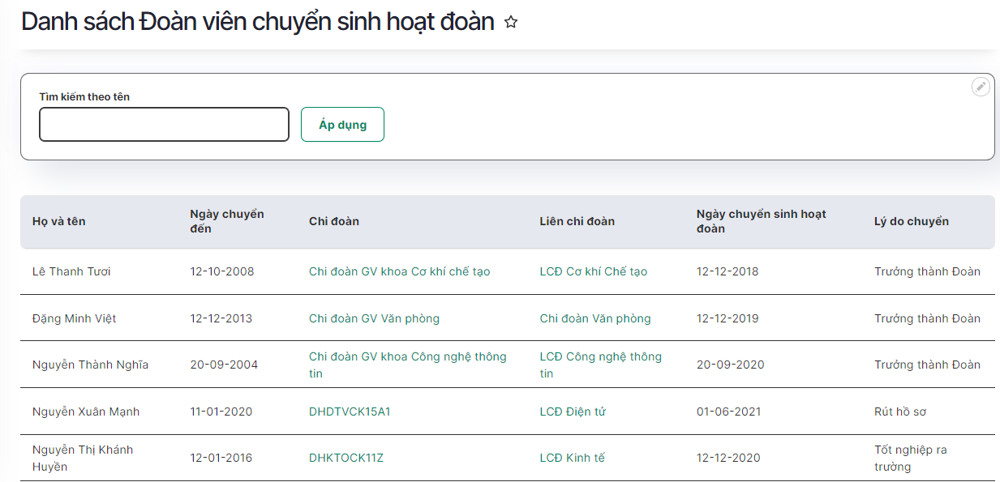 Danh sách Đoàn viên chuyển sinh hoạt đoàn
Tìm kiếm theo tên
Áp dụng
Họ và tên
Ngày chuyển
đến
Chi đoàn
Liên chi đoàn
Ngày chuyển sinh hoạt
đoàn
Lý do chuyển
Lê Thanh Tươi 12-10-2008 Chi đoàn GV khoa Cơ khí chế tạo LCĐ Cơ khí Chế tạo 12-12-2018 Trưởng thành Đoàn
Đặng Minh Việt 12-12-2013 Chi đoàn GV Văn phòng Chi đoàn Văn phòng 12-12-2019 Trưởng thành Đoàn
Nguyễn Thành Nghĩa
20-09-2004
Chi đoàn GV khoa Công nghệ thông
tin
LCĐ Công nghệ thông
tin
20-09-2020
Trưởng thành Đoàn
Nguyễn Xuân Mạnh 11-01-2020 DHDTVCK15A1 LCĐ Điện tử 01-06-2021 Rút hồ sơ
Nguyễn Thị Khánh
Huyền
12-01-2016
DHKTOCK11Z
LCĐ Kinh tế
12-12-2020
Tốt nghiệp ra
trường